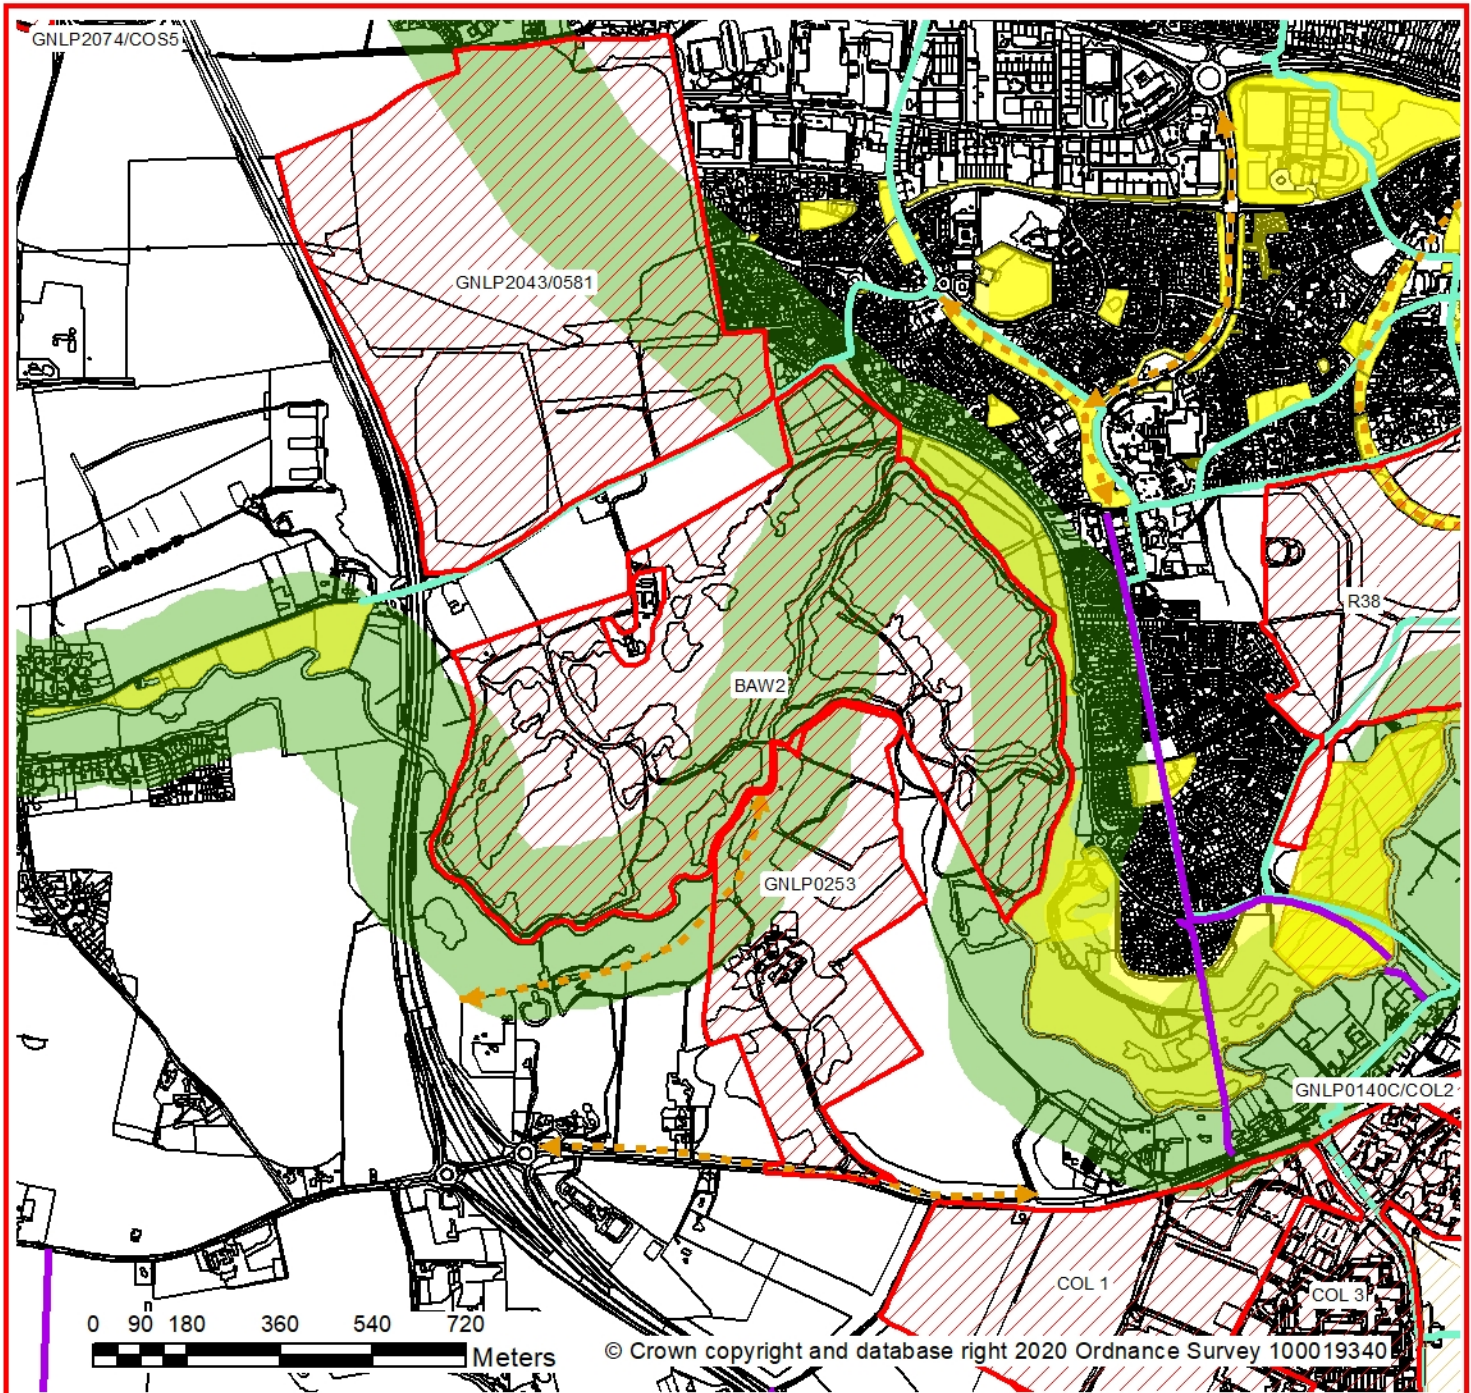 GNLP2074/COS5
GNLP2043/0581
R38
BAW2
GNLP0253
GNLP0140C/COL2
COL 1
COL 3
0 90 180 360 540 720
Meters
© Crown copyright and database right 2020 Ordnance Survey 100019340